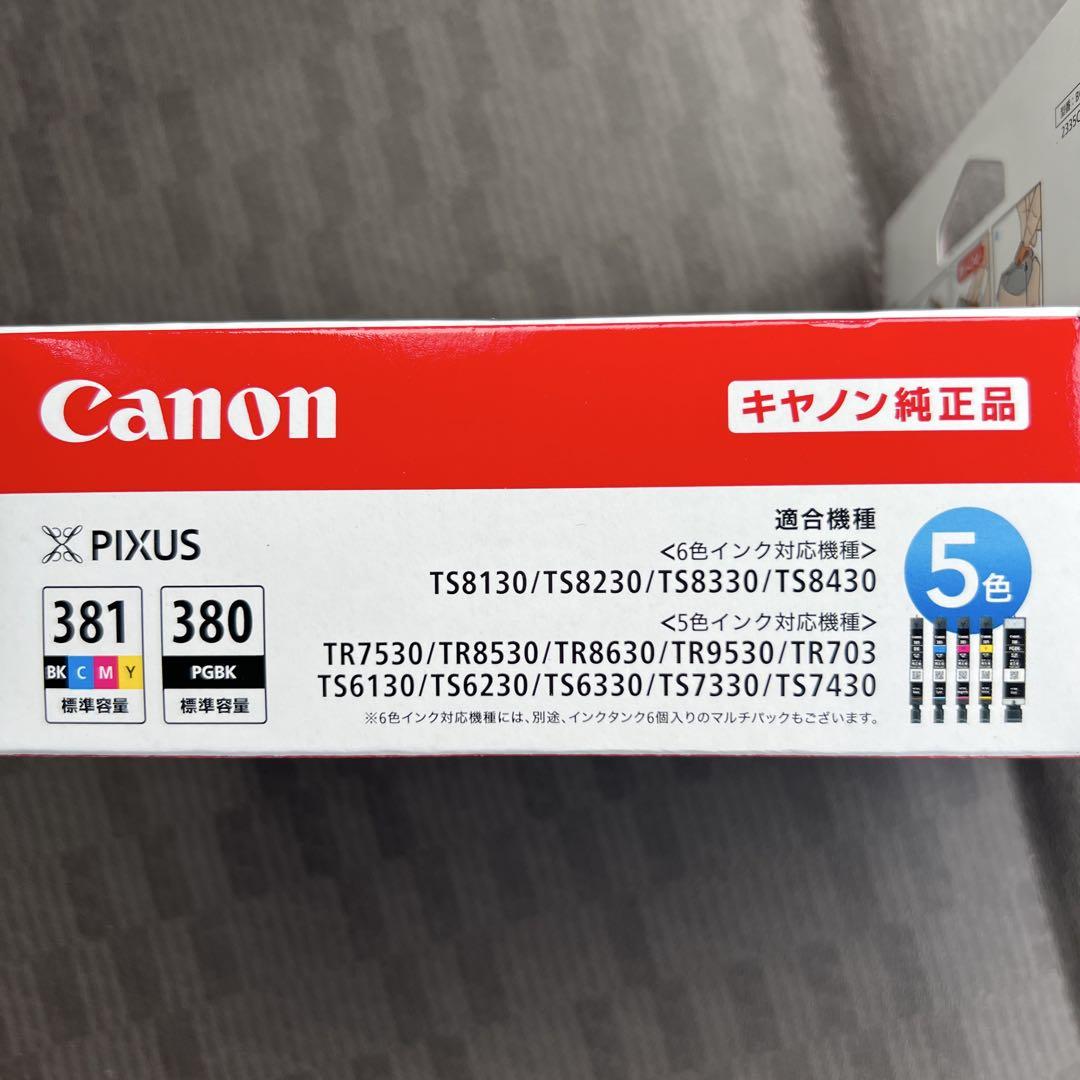 Canon
キヤノン純正品
PIXUS
381
BK C M Y
標準容量
380
PGBK
標準容量
適合機種
<6色インク対応機種>
TS8130/TS8230/TS8330/TS8430
<5色インク対応機種>
TR7530/TR8530/TR8630/TR9530/TR703
TS6130/TS6230/TS6330/TS7330/TS7430
※6色インク対応機種には、別途、インクタンク6個入りのマルチパックもございます。
5色